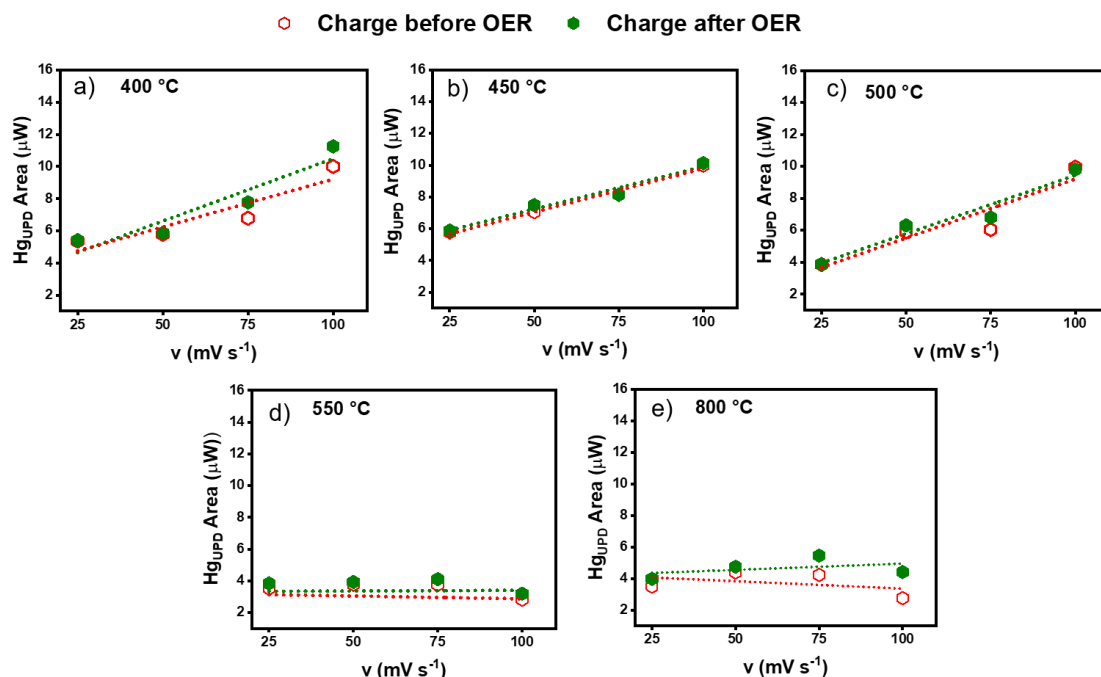 Charge before OER Charge after OER
a) 400 °C
16
14
12
10
8
6
4
2
Hg_UPD Area (μW)
25 50 75 100
v (mV s⁻¹)
b) 450 °C
16
14
12
10
8
6
4
2
Hg_UPD Area (μW)
25 50 75 100
v (mV s⁻¹)
c) 500 °C
16
14
12
10
8
6
4
2
Hg_UPD Area (μW)
25 50 75 100
v (mV s⁻¹)
d) 550 °C
16
14
12
10
8
6
4
2
Hg_UPD Area (μW))
25 50 75 100
v (mV s⁻¹)
e) 800 °C
16
14
12
10
8
6
4
2
Hg_UPD Area (μW)
25 50 75 100
v (mV s⁻¹)